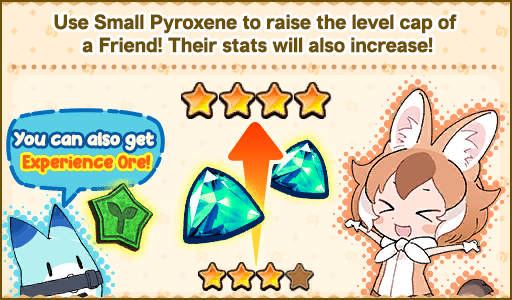 Use Small Pyroxene to raise the level cap of
a Friend! Their stats will also increase!
You can also get
Experience Ore!